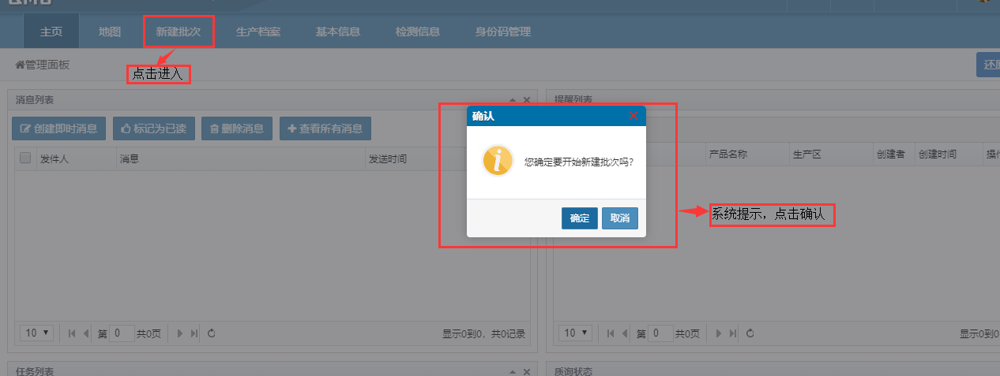 主页 地图 新建批次 生产档案 基本信息 检测信息 身份码管理
管理面板
点击进入
消息列表
创建即时消息 标记为已读 删除消息 查看所有消息
发件人 消息 发送时间
10 第 0 共0页 显示0到0，共0记录
任务列表
确认
您确定要开始新建批次吗?
确定 取消
系统提示，点击确认
提醒列表
产品名称 生产区 创建者 创建时间
10 第 0 共0页 显示0到0
质询状态